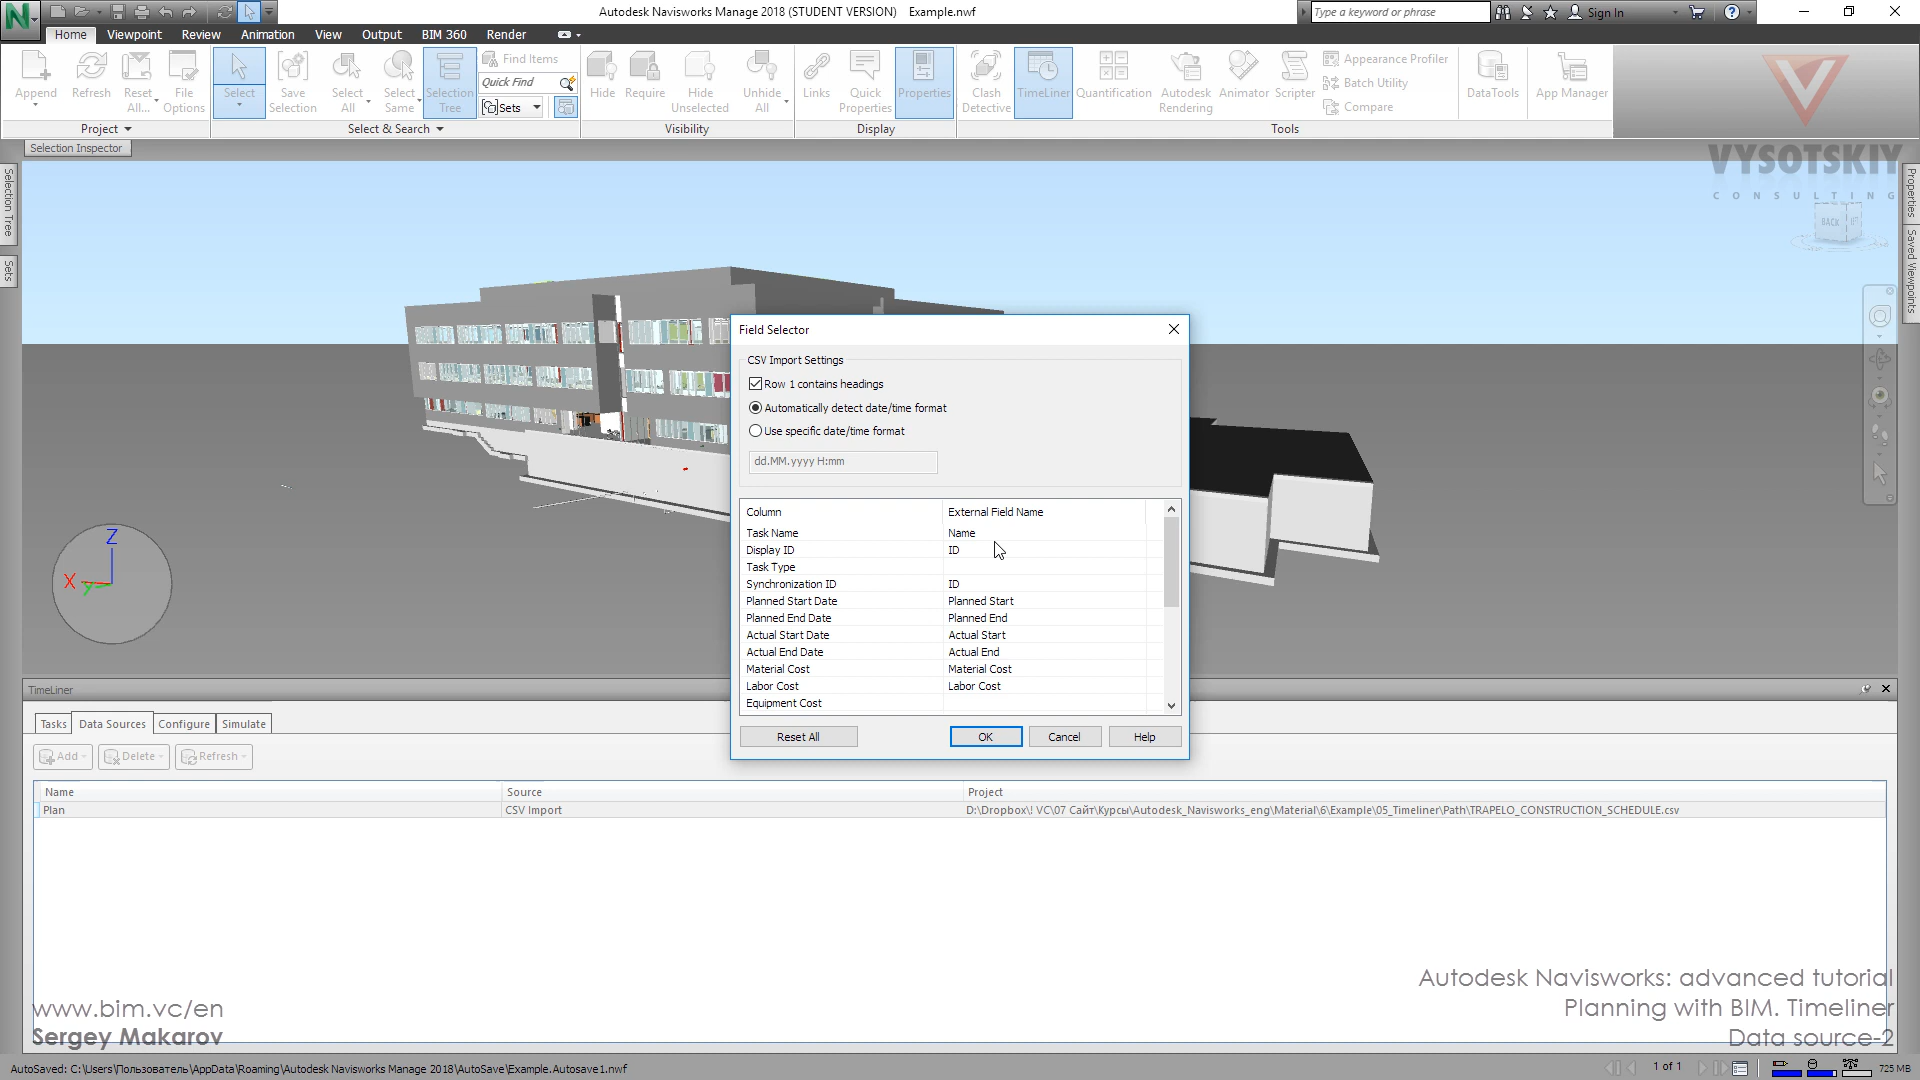 Autodesk Navisworks Manage 2018 (STUDENT VERSION) Example.nwf
Type a keyword or phrase
Sign In
Home Viewpoint Review Animation View Output BIM 360 Render
Append Refresh Reset All... File Options
Select Save Selection Select All Select Same Selection Tree
Find Items
Quick Find
Sets
Hide Require Hide Unselected Unhide All
Links Quick Properties Properties
Clash Detective TimeLiner Quantification Autodesk Rendering Animator Scripter
Appearance Profiler
Batch Utility
Compare
DataTools App Manager
Project Select & Search Visibility Display Tools
Selection Inspector
VYSOTSKIY
CONSULTING
Selection Tree
Sets
Properties
Saved Viewpoints
BACK
Z
X
Y
Field Selector
CSV Import Settings
Row 1 contains headings
Automatically detect date/time format
Use specific date/time format
dd.MM.yyyy H:mm
Column External Field Name
Task Name Name
Display ID ID
Task Type
Synchronization ID ID
Planned Start Date Planned Start
Planned End Date Planned End
Actual Start Date Actual Start
Actual End Date Actual End
Material Cost Material Cost
Labor Cost Labor Cost
Equipment Cost
Reset All OK Cancel Help
TimeLiner
Tasks Data Sources Configure Simulate
Add Delete Refresh
Name Source Project
Plan CSV Import D:\Dropbox\! VC\07 Сайт\Курсы\Autodesk_Navisworks_eng\Material\6\Example\05_Timeliner\Path\TRAPELO_CONSTRUCTION_SCHEDULE.csv
Autodesk Navisworks: advanced tutorial
Planning with BIM. Timeliner
Data source-2
www.bim.vc/en
Sergey Makarov
AutoSaved: C:\Users\Пользователь\AppData\Roaming\Autodesk Navisworks Manage 2018\AutoSave\Example.Autosave1.nwf
1 of 1
725 MB